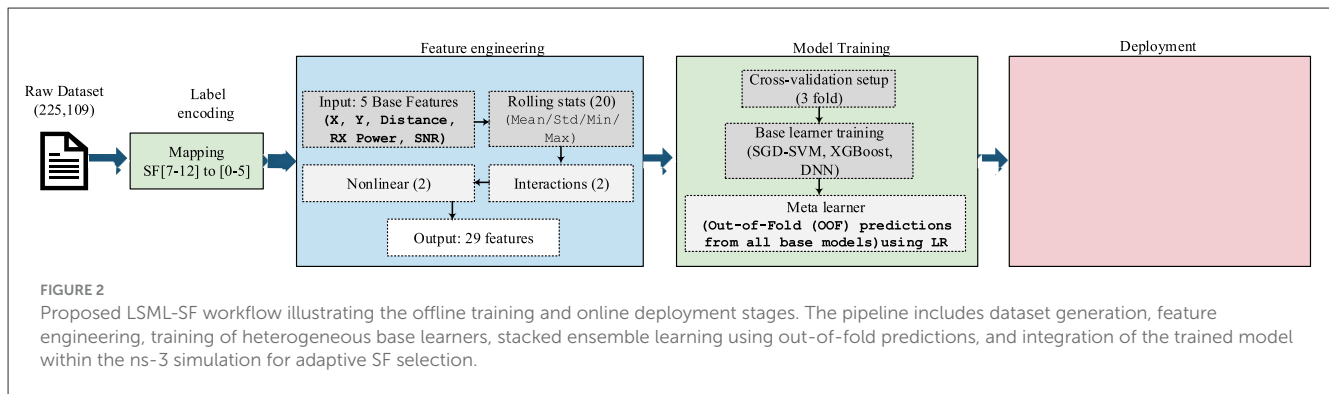 Raw Dataset
(225,109)
Label
encoding
Mapping
SF[7-12] to [0-5]
Feature engineering
Input: 5 Base Features
(X, Y, Distance,
RX Power, SNR)
Rolling stats (20)
(Mean/Std/Min/
Max)
Nonlinear (2)
Interactions (2)
Output: 29 features
Model Training
Cross-validation setup
(3 fold)
Base learner training
(SGD-SVM, XGBoost,
DNN)
Meta learner
(Out-of-Fold (OOF) predictions
from all base models)using LR
Deployment
FIGURE 2
Proposed LSML-SF workflow illustrating the offline training and online deployment stages. The pipeline includes dataset generation, feature
engineering, training of heterogeneous base learners, stacked ensemble learning using out-of-fold predictions, and integration of the trained model
within the ns-3 simulation for adaptive SF selection.